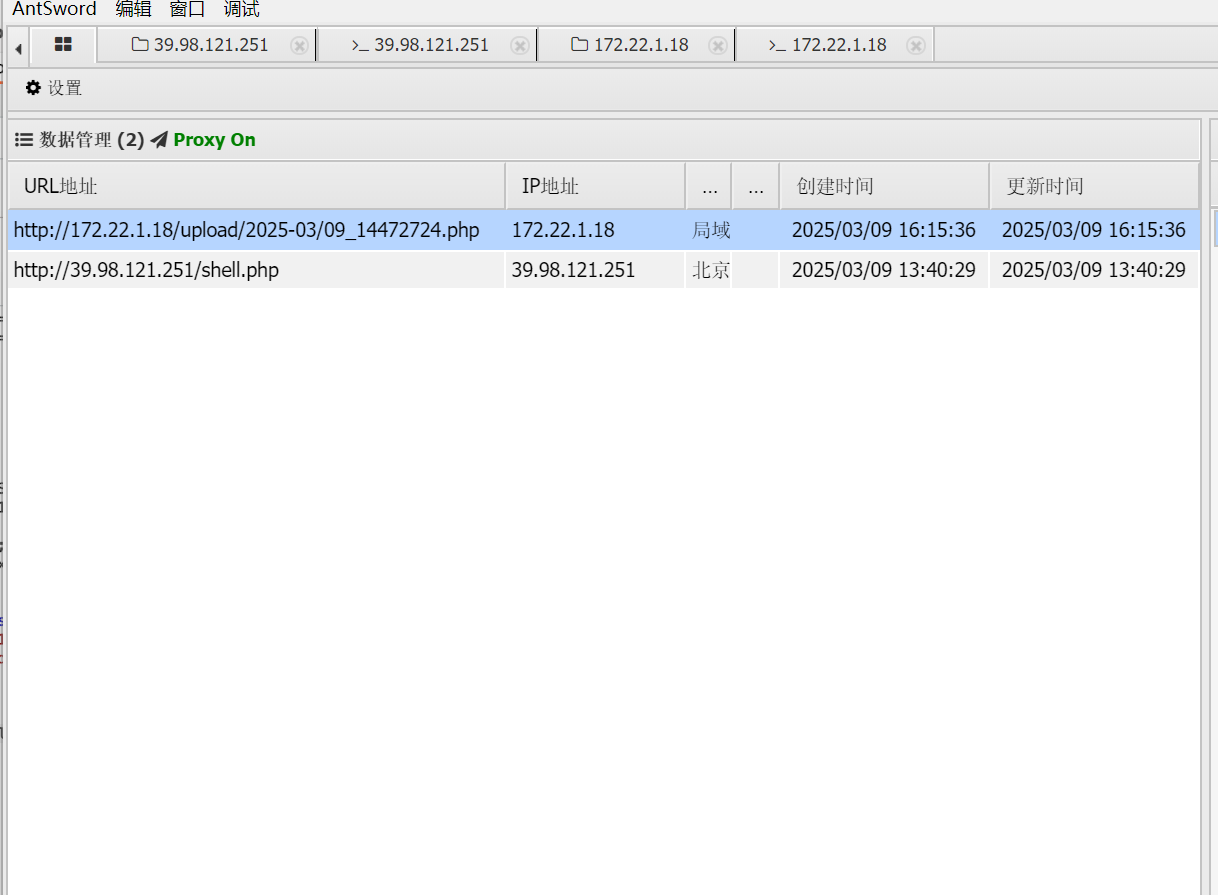 AntSword 编辑 窗口 调试
39.98.121.251 >_ 39.98.121.251 172.22.1.18 >_ 172.22.1.18
设置
数据管理 (2) Proxy On
URL地址 IP地址 ... ... 创建时间 更新时间
http://172.22.1.18/upload/2025-03/09_14472724.php 172.22.1.18 局域 2025/03/09 16:15:36 2025/03/09 16:15:36
http://39.98.121.251/shell.php 39.98.121.251 北京 2025/03/09 13:40:29 2025/03/09 13:40:29